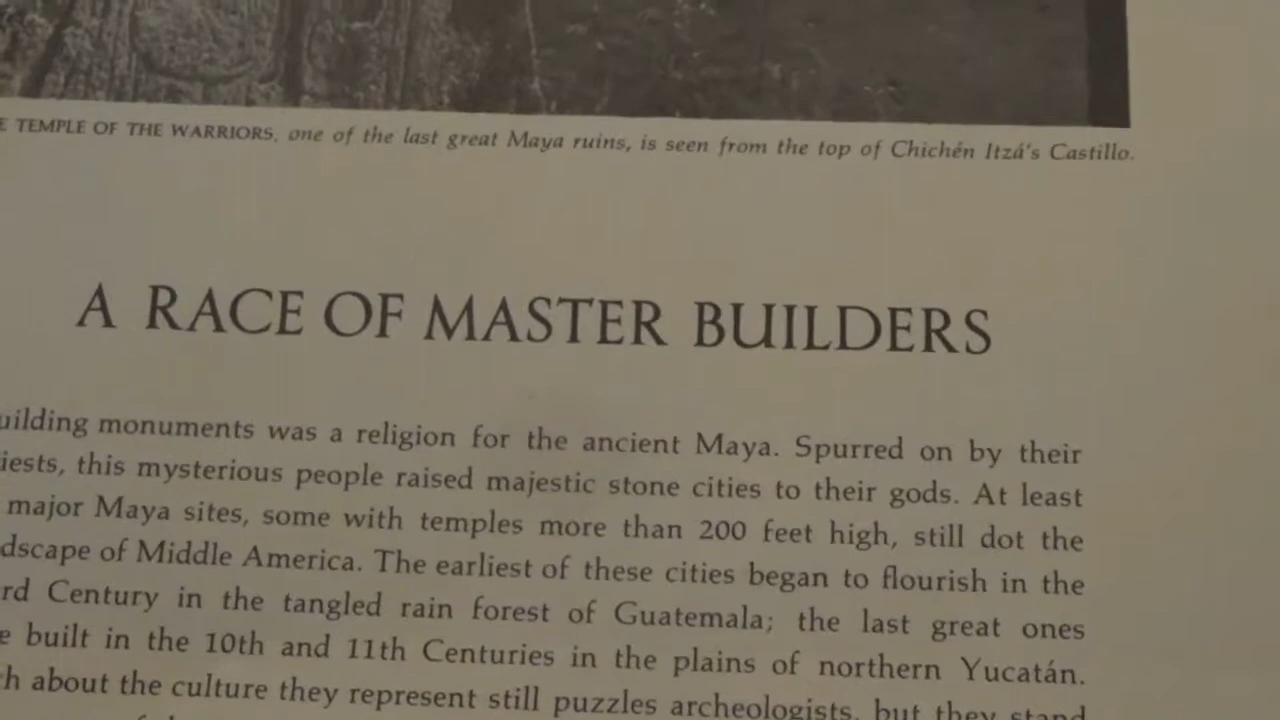 E TEMPLE OF THE WARRIORS, one of the last great Maya ruins, is seen from the top of Chichén Itzá's Castillo.
A RACE OF MASTER BUILDERS
uilding monuments was a religion for the ancient Maya. Spurred on by their
iests, this mysterious people raised majestic stone cities to their gods. At least
major Maya sites, some with temples more than 200 feet high, still dot the
dscape of Middle America. The earliest of these cities began to flourish in the
rd Century in the tangled rain forest of Guatemala; the last great ones
e built in the 10th and 11th Centuries in the plains of northern Yucatán.
h about the culture they represent still puzzles archeologists, but they stand